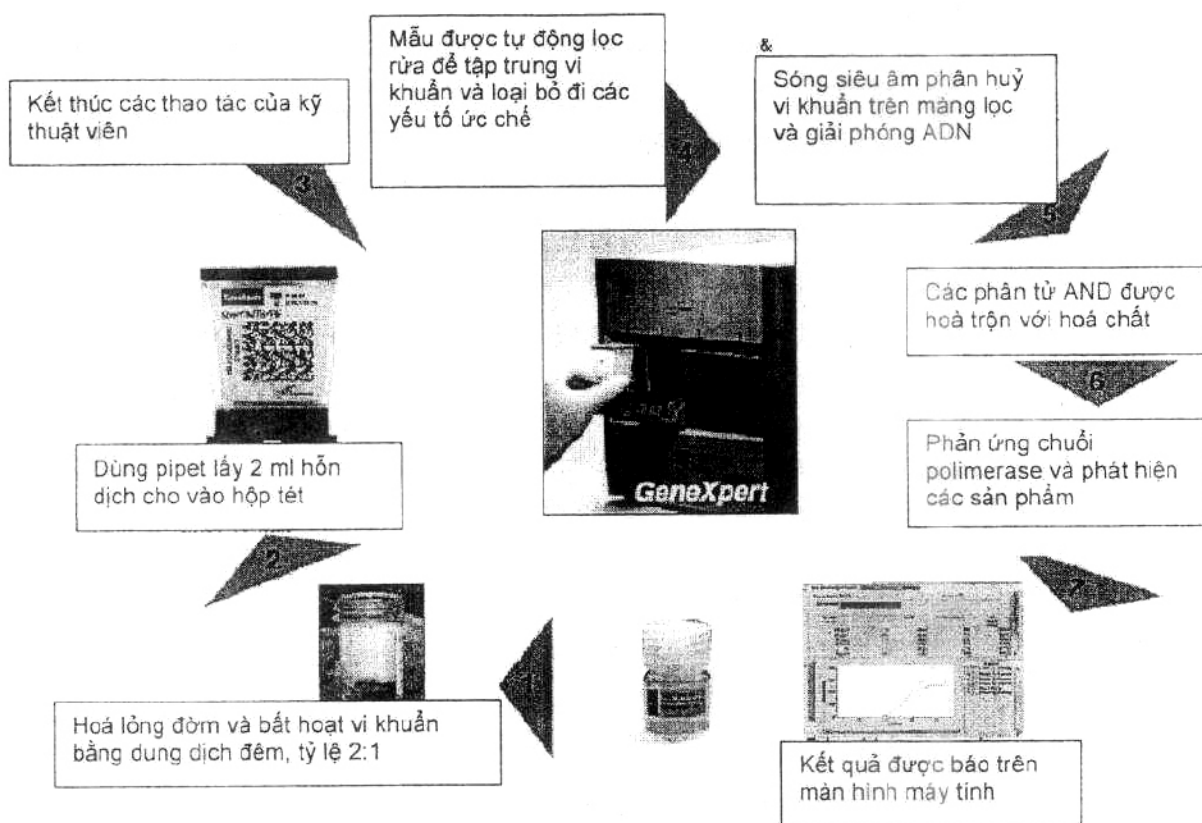 Kết thúc các thao tác của kỹ
thuật viên
3
Mẫu được tự động lọc
rửa để tập trung vi
khuẩn và loại bỏ đi các
yếu tố ức chế
4
&
Sóng siêu âm phân huỷ
vi khuẩn trên màng lọc
và giải phóng ADN
5
Các phân tử AND được
hoà trộn với hoá chất
6
Phản ứng chuỗi
polimerase và phát hiện
các sản phẩm
7
Kết quả được báo trên
màn hình máy tính
GeneXpert
Dùng pipet lấy 2 ml hỗn
dịch cho vào hộp tét
2
1
Hoá lỏng đờm và bất hoạt vi khuẩn
bằng dung dịch đêm, tỷ lệ 2:1